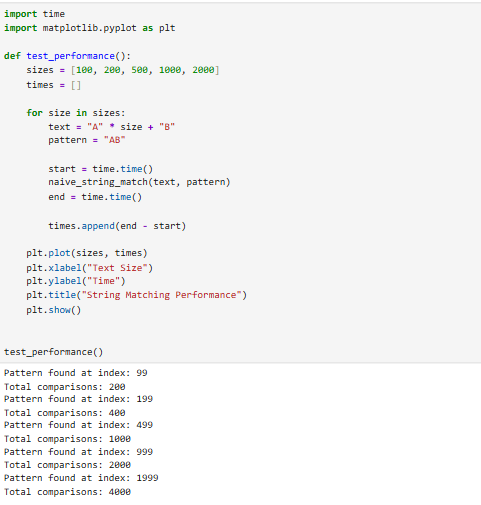 import time
import matplotlib.pyplot as plt

def test_performance():
    sizes = [100, 200, 500, 1000, 2000]
    times = []

    for size in sizes:
        text = "A" * size + "B"
        pattern = "AB"

        start = time.time()
        naive_string_match(text, pattern)
        end = time.time()

        times.append(end - start)

    plt.plot(sizes, times)
    plt.xlabel("Text Size")
    plt.ylabel("Time")
    plt.title("String Matching Performance")
    plt.show()


test_performance()
Pattern found at index: 99
Total comparisons: 200
Pattern found at index: 199
Total comparisons: 400
Pattern found at index: 499
Total comparisons: 1000
Pattern found at index: 999
Total comparisons: 2000
Pattern found at index: 1999
Total comparisons: 4000